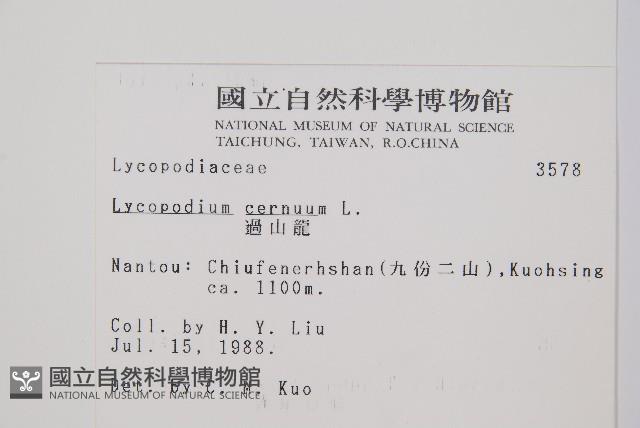 國立自然科學博物館
NATIONAL MUSEUM OF NATURAL SCIENCE
TAICHUNG, TAIWAN, R.O.CHINA
Lycopodiaceae 3578
Lycopodium cernuum L.
過山龍
Nantou: Chiufenerhshan(九份二山),Kuohsing
ca. 1100m.
Coll. by H. Y. Liu
Jul. 15, 1988.
Det. by M. Kuo
國立自然科學博物館
NATIONAL MUSEUM OF NATURAL SCIENCE